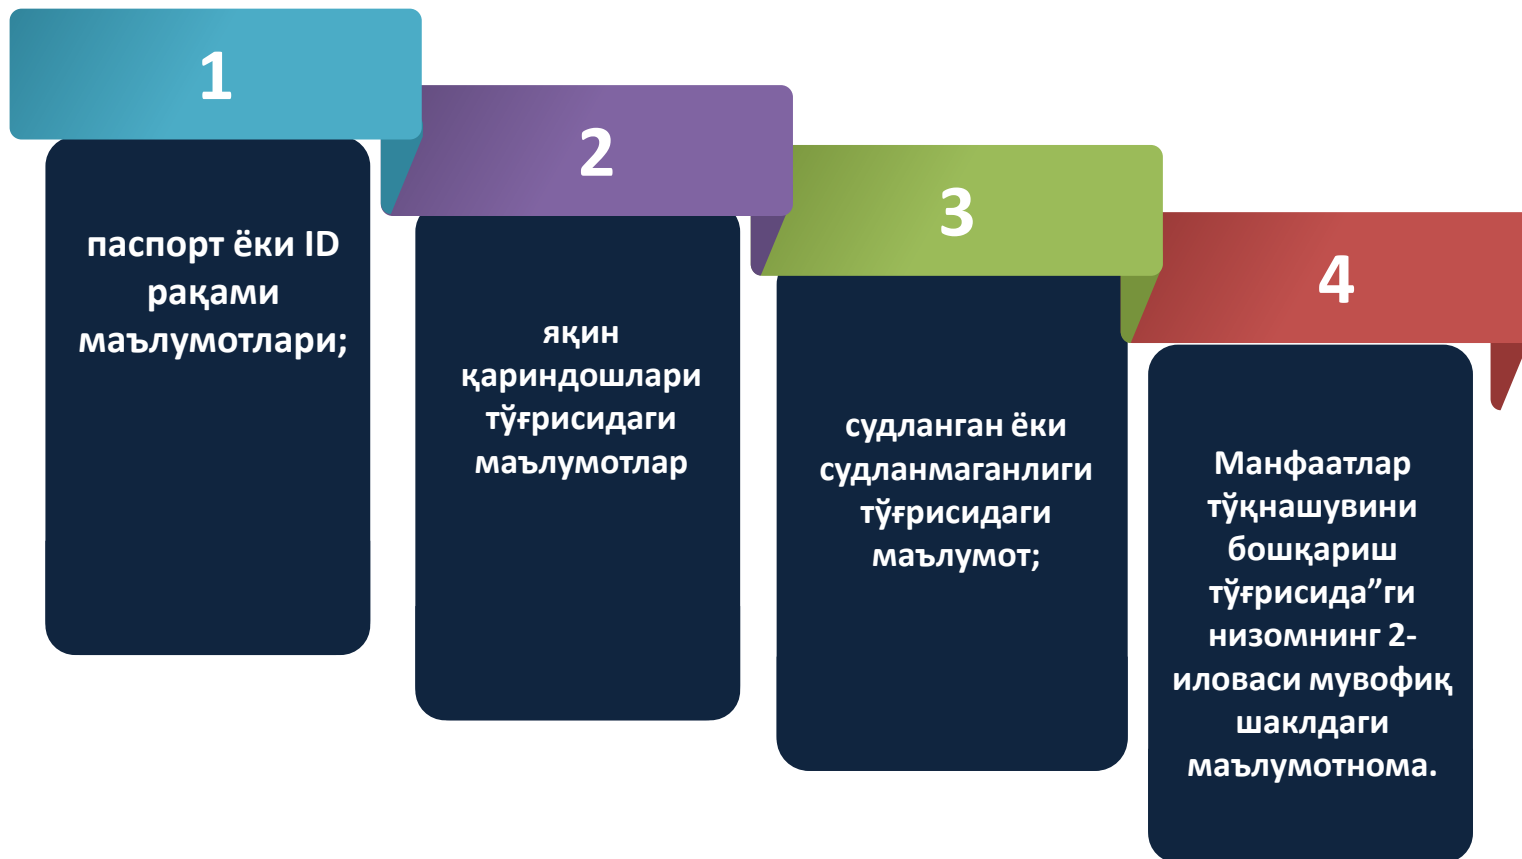 1
паспорт ёки ID
рақами
маълумотлари;
2
яқин
қариндошлари
тўғрисидаги
маълумотлар
3
судланган ёки
судланмаганлиги
тўғрисидаги
маълумот;
4
Манфаатлар
тўқнашувини
бошқариш
тўғрисида”ги
низомнинг 2-
иловаси мувофиқ
шаклдаги
маълумотнома.